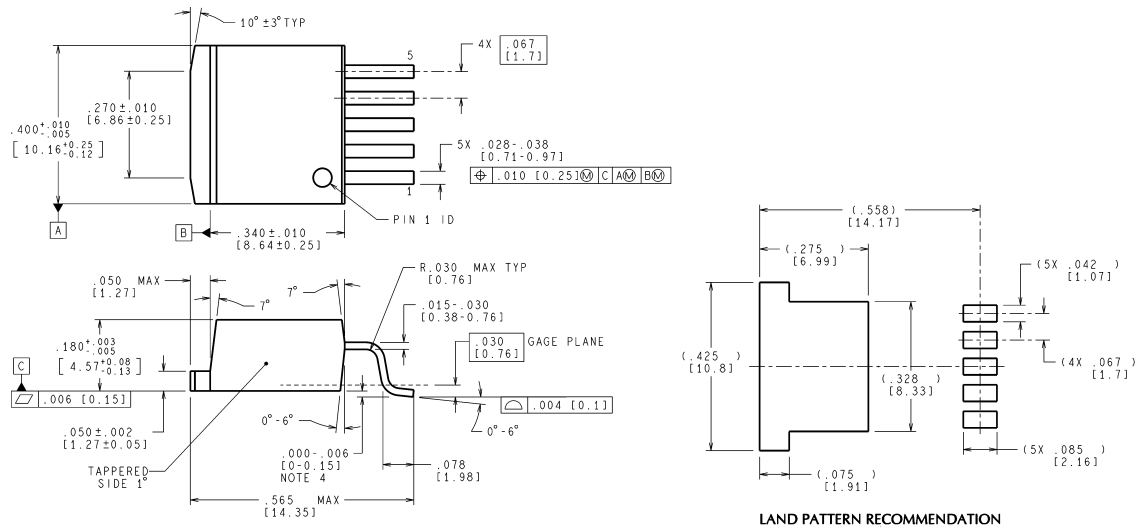 10° ±3° TYP
4X .067
[1.7]
5
.270±.010
[6.86±0.25]
.400+.010 -.005
[ 10.16+0.25 -0.12 ]
5X .028-.038
[0.71-0.97]
⌖ .010 [0.25]Ⓜ C AⓂ BⓂ
1
PIN 1 ID
A
B
.340±.010
[8.64±0.25]
.050 MAX
[1.27]
7°
7°
R.030 MAX TYP
[0.76]
.015-.030
[0.38-0.76]
.030
[0.76]
GAGE PLANE
.180+.003 -.005
[ 4.57+0.08 -0.13 ]
C
⏥ .006 [0.15]
⌓ .004 [0.1]
0°-6°
0°-6°
.050±.002
[1.27±0.05]
.000-.006
[0-0.15]
NOTE 4
.078
[1.98]
TAPPERED
SIDE 1°
.565 MAX
[14.35]
(.558)
[14.17]
(.275)
[6.99]
(5X .042)
[1.07]
(.425)
[10.8]
(.328)
[8.33]
(4X .067)
[1.7]
(5X .085)
[2.16]
(.075)
[1.91]
LAND PATTERN RECOMMENDATION